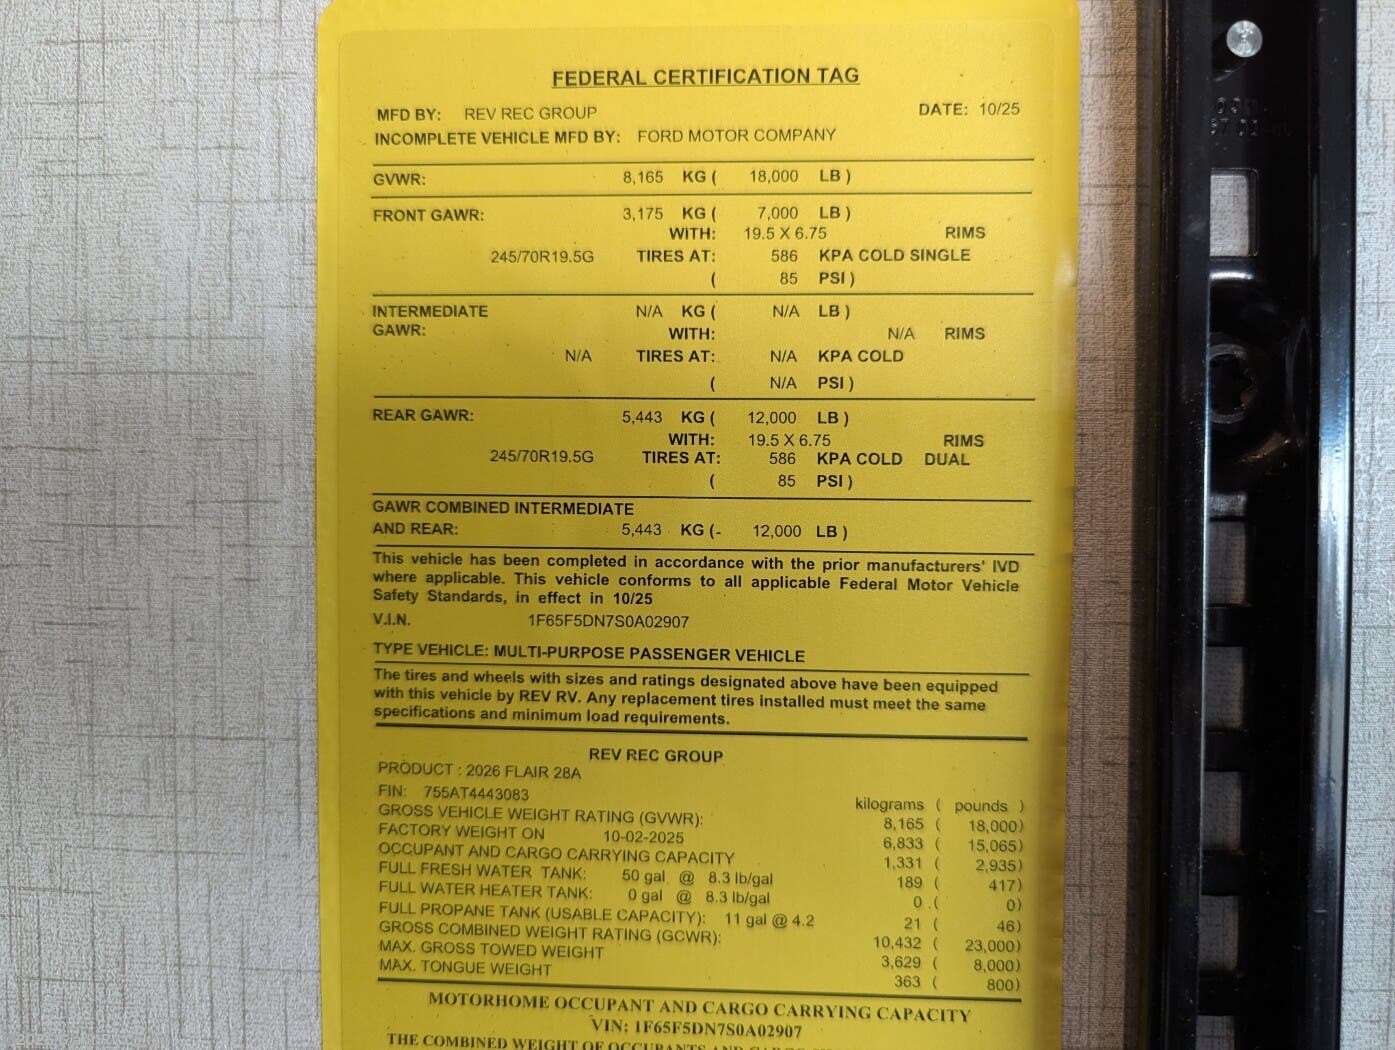 FEDERAL CERTIFICATION TAG
MFD BY: REV REC GROUP DATE: 10/25
INCOMPLETE VEHICLE MFD BY: FORD MOTOR COMPANY
GVWR: 8,165 KG ( 18,000 LB )
FRONT GAWR: 3,175 KG ( 7,000 LB )
WITH: 19.5 X 6.75 RIMS
245/70R19.5G TIRES AT: 586 KPA COLD SINGLE
( 85 PSI )
INTERMEDIATE N/A KG ( N/A LB )
GAWR: WITH: N/A RIMS
N/A TIRES AT: N/A KPA COLD
( N/A PSI )
REAR GAWR: 5,443 KG ( 12,000 LB )
WITH: 19.5 X 6.75 RIMS
245/70R19.5G TIRES AT: 586 KPA COLD DUAL
( 85 PSI )
GAWR COMBINED INTERMEDIATE
AND REAR: 5,443 KG (- 12,000 LB )
This vehicle has been completed in accordance with the prior manufacturers' IVD
where applicable. This vehicle conforms to all applicable Federal Motor Vehicle
Safety Standards, in effect in 10/25
V.I.N. 1F65F5DN7S0A02907
TYPE VEHICLE: MULTI-PURPOSE PASSENGER VEHICLE
The tires and wheels with sizes and ratings designated above have been equipped
with this vehicle by REV RV. Any replacement tires installed must meet the same
specifications and minimum load requirements.
REV REC GROUP
PRODUCT : 2026 FLAIR 28A
FIN: 755AT4443083 kilograms ( pounds )
GROSS VEHICLE WEIGHT RATING (GVWR): 8,165 ( 18,000)
FACTORY WEIGHT ON 10-02-2025 6,833 ( 15,065)
OCCUPANT AND CARGO CARRYING CAPACITY 1,331 ( 2,935)
FULL FRESH WATER TANK: 50 gal @ 8.3 lb/gal 189 ( 417)
FULL WATER HEATER TANK: 0 gal @ 8.3 lb/gal 0 ( 0)
FULL PROPANE TANK (USABLE CAPACITY): 11 gal @ 4.2 21 ( 46)
GROSS COMBINED WEIGHT RATING (GCWR): 10,432 ( 23,000)
MAX. GROSS TOWED WEIGHT 3,629 ( 8,000)
MAX. TONGUE WEIGHT 363 ( 800)
MOTORHOME OCCUPANT AND CARGO CARRYING CAPACITY
VIN: 1F65F5DN7S0A02907
THE COMBINED WEIGHT OF OCCUPANTS AND CARGO